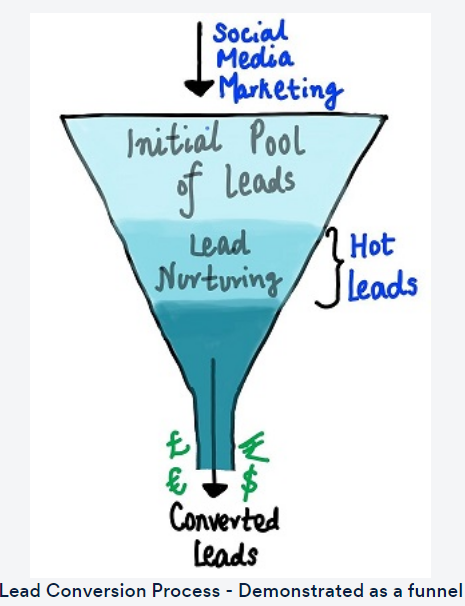 Social
Media
Marketing
Initial Pool
of Leads
Lead
Nurturing
Hot
Leads
£ ₹
€ $
Converted
Leads
Lead Conversion Process - Demonstrated as a funnel